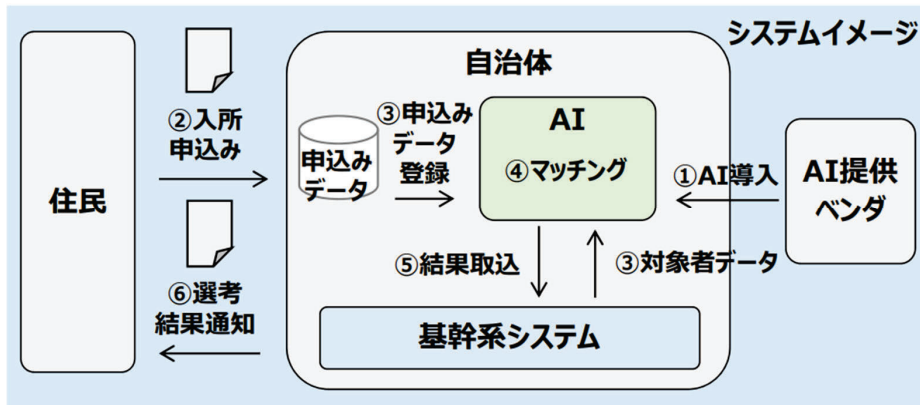 システムイメージ
自治体
②入所
申込み
③申込み
データ
登録
AI
④マッチング
申込み
データ
①AI導入
AI提供
ベンダ
住民
⑤結果取込
③対象者データ
⑥選考
結果通知
基幹系システム